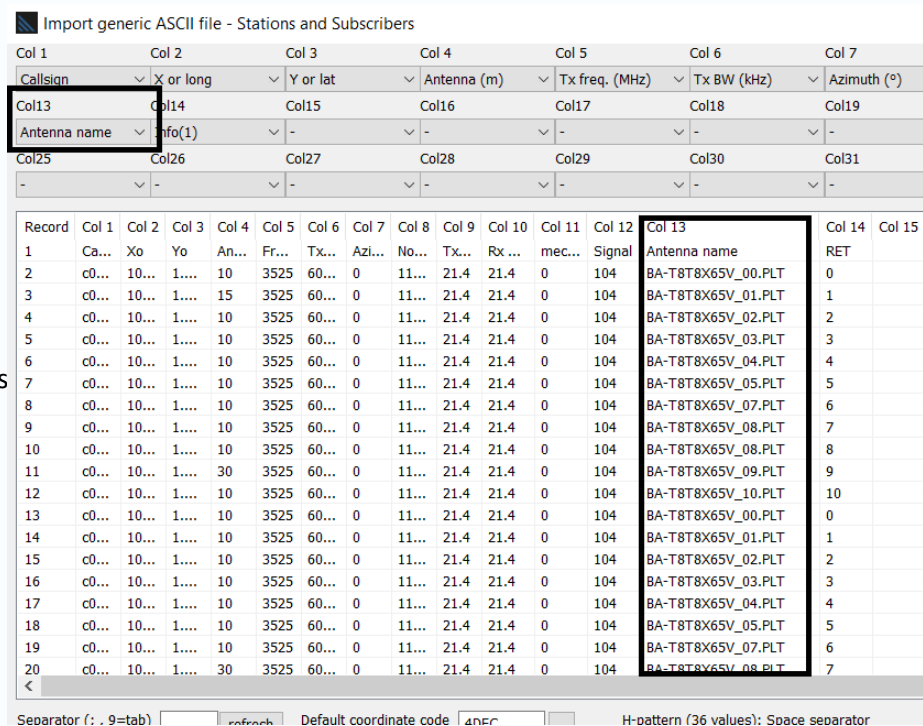 Import generic ASCII file - Stations and Subscribers
Col 1 Col 2 Col 3 Col 4 Col 5 Col 6 Col 7
Callsign X or long Y or lat Antenna (m) Tx freq. (MHz) Tx BW (kHz) Azimuth (º)
Col13 Col14 Col15 Col16 Col17 Col18 Col19
Antenna name Info(1) - - - - -
Col25 Col26 Col27 Col28 Col29 Col30 Col31
- - - - - - -
Record Col 1 Col 2 Col 3 Col 4 Col 5 Col 6 Col 7 Col 8 Col 9 Col 10 Col 11 Col 12 Col 13 Col 14 Col 15
1 Ca... Xo Yo An... Fr... Tx... Azi... No... Tx... Rx ... mec... Signal Antenna name RET
2 c0... 10... 1.... 10 3525 60... 0 11... 21.4 21.4 0 104 BA-T8T8X65V_00.PLT 0
3 c0... 10... 1.... 15 3525 60... 0 11... 21.4 21.4 0 104 BA-T8T8X65V_01.PLT 1
4 c0... 10... 1.... 10 3525 60... 0 11... 21.4 21.4 0 104 BA-T8T8X65V_02.PLT 2
5 c0... 10... 1.... 10 3525 60... 0 11... 21.4 21.4 0 104 BA-T8T8X65V_03.PLT 3
6 c0... 10... 1.... 10 3525 60... 0 11... 21.4 21.4 0 104 BA-T8T8X65V_04.PLT 4
s 7 c0... 10... 1.... 10 3525 60... 0 11... 21.4 21.4 0 104 BA-T8T8X65V_05.PLT 5
8 c0... 10... 1.... 10 3525 60... 0 11... 21.4 21.4 0 104 BA-T8T8X65V_07.PLT 6
9 c0... 10... 1.... 10 3525 60... 0 11... 21.4 21.4 0 104 BA-T8T8X65V_08.PLT 7
10 c0... 10... 1.... 10 3525 60... 0 11... 21.4 21.4 0 104 BA-T8T8X65V_08.PLT 8
11 c0... 10... 1.... 30 3525 60... 0 11... 21.4 21.4 0 104 BA-T8T8X65V_09.PLT 9
12 c0... 10... 1.... 10 3525 60... 0 11... 21.4 21.4 0 104 BA-T8T8X65V_10.PLT 10
13 c0... 10... 1.... 10 3525 60... 0 11... 21.4 21.4 0 104 BA-T8T8X65V_00.PLT 0
14 c0... 10... 1.... 10 3525 60... 0 11... 21.4 21.4 0 104 BA-T8T8X65V_01.PLT 1
15 c0... 10... 1.... 10 3525 60... 0 11... 21.4 21.4 0 104 BA-T8T8X65V_02.PLT 2
16 c0... 10... 1.... 10 3525 60... 0 11... 21.4 21.4 0 104 BA-T8T8X65V_03.PLT 3
17 c0... 10... 1.... 10 3525 60... 0 11... 21.4 21.4 0 104 BA-T8T8X65V_04.PLT 4
18 c0... 10... 1.... 10 3525 60... 0 11... 21.4 21.4 0 104 BA-T8T8X65V_05.PLT 5
19 c0... 10... 1.... 10 3525 60... 0 11... 21.4 21.4 0 104 BA-T8T8X65V_07.PLT 6
20 c0... 10... 1.... 30 3525 60... 0 11... 21.4 21.4 0 104 BA-T8T8X65V_08.PLT 7
Separator (; , 9=tab) refresh Default coordinate code 4DEC ... H-pattern (36 values): Space separator